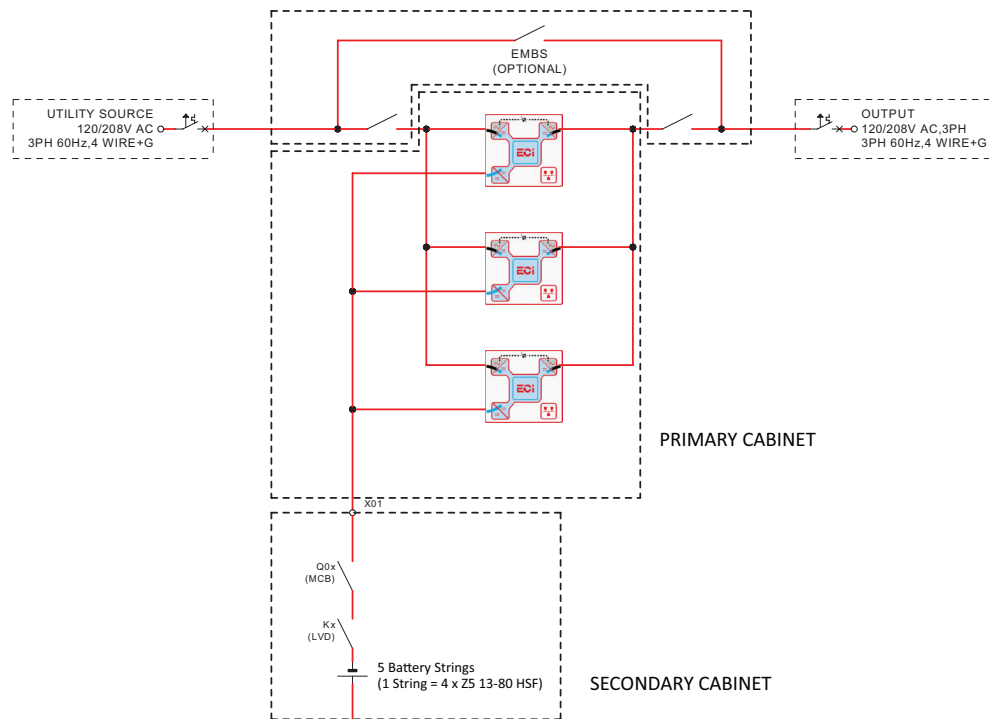 EMBS
(OPTIONAL)
UTILITY SOURCE
120/208V AC
3PH 60Hz,4 WIRE+G
OUTPUT
120/208V AC,3PH
3PH 60Hz,4 WIRE+G
ECi
ECi
ECi
PRIMARY CABINET
X01
Q0x
(MCB)
Kx
(LVD)
5 Battery Strings
(1 String = 4 x Z5 13-80 HSF)
SECONDARY CABINET